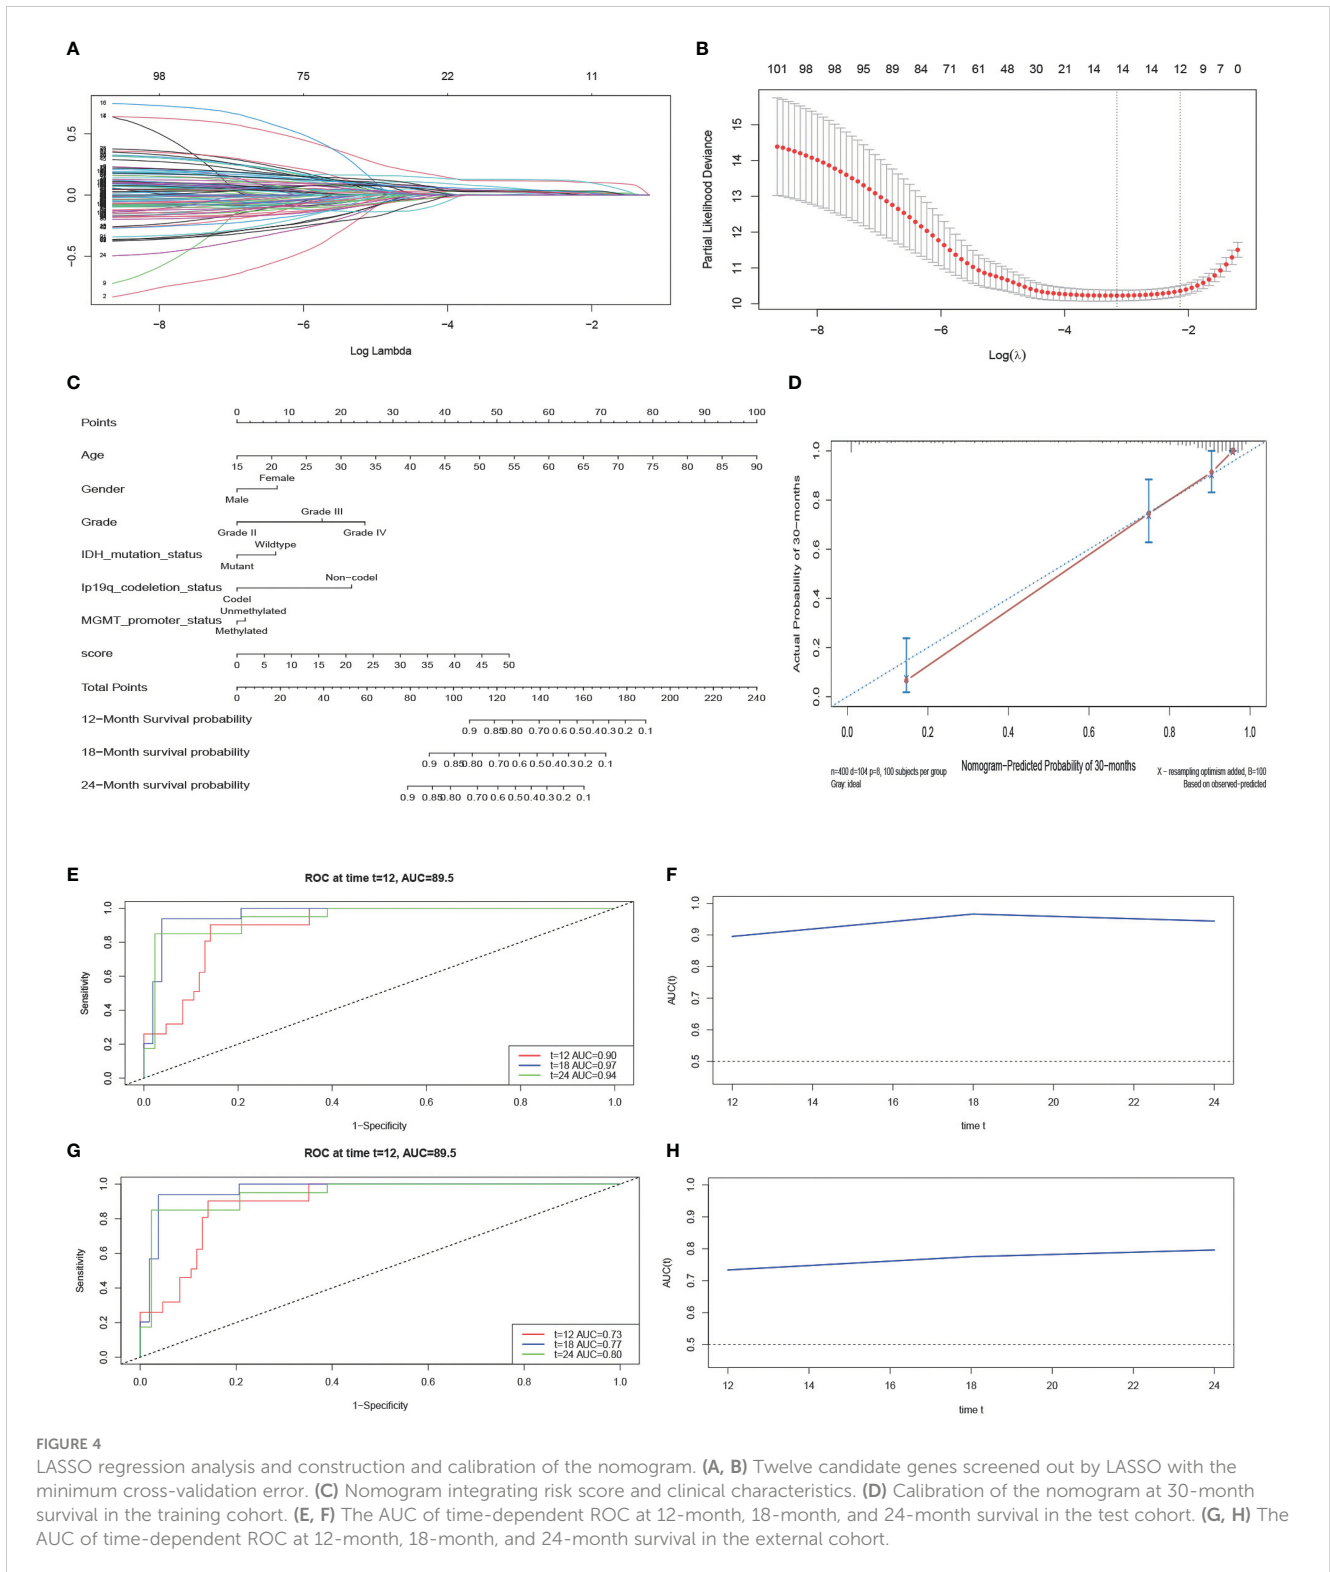 A
98 75 22 11
0.5
0.0
−0.5
16
14
24
9
2
−8 −6 −4 −2
Log Lambda
B
101 98 98 95 89 84 71 61 48 30 21 14 14 14 12 9 7 0
Partial Likelihood Deviance
15
14
13
12
11
10
−8 −6 −4 −2
Log(λ)
C
0 10 20 30 40 50 60 70 80 90 100
Points
Age
15 20 25 30 35 40 45 50 55 60 65 70 75 80 85 90
Female
Gender
Male
Grade III
Grade
Grade II Grade IV
Wildtype
IDH_mutation_status
Mutant
Non−codel
Ip19q_codeletion_status
Codel
Unmethylated
MGMT_promoter_status
Methylated
score
0 5 10 15 20 25 30 35 40 45 50
Total Points
0 20 40 60 80 100 120 140 160 180 200 220 240
12−Month Survival probability
0.9 0.85 0.80 0.70 0.6 0.5 0.4 0.3 0.2 0.1
18−Month survival probability
0.9 0.85 0.80 0.70 0.6 0.5 0.4 0.3 0.2 0.1
24−Month survival probability
0.9 0.85 0.80 0.70 0.6 0.5 0.4 0.3 0.2 0.1
D
Actual Probability of 30−months
1.0
0.8
0.6
0.4
0.2
0.0
0.0 0.2 0.4 0.6 0.8 1.0
Nomogram−Predicted Probability of 30−months
n=400 d=104 p=8, 100 subjects per group
Gray: ideal
X − resampling optimism added, B=100
Based on observed−predicted
E
ROC at time t=12, AUC=89.5
Sensitivity
1.0
0.8
0.6
0.4
0.2
0.0
t=12 AUC=0.90
t=18 AUC=0.97
t=24 AUC=0.94
0.0 0.2 0.4 0.6 0.8 1.0
1−Specificity
F
AUC(t)
1.0
0.9
0.8
0.7
0.6
0.5
12 14 16 18 20 22 24
time t
G
ROC at time t=12, AUC=89.5
Sensitivity
1.0
0.8
0.6
0.4
0.2
0.0
t=12 AUC=0.73
t=18 AUC=0.77
t=24 AUC=0.80
0.0 0.2 0.4 0.6 0.8 1.0
1−Specificity
H
AUC(t)
1.0
0.9
0.8
0.7
0.6
0.5
12 14 16 18 20 22 24
time t
FIGURE 4
LASSO regression analysis and construction and calibration of the nomogram. (A, B) Twelve candidate genes screened out by LASSO with the
minimum cross-validation error. (C) Nomogram integrating risk score and clinical characteristics. (D) Calibration of the nomogram at 30-month
survival in the training cohort. (E, F) The AUC of time-dependent ROC at 12-month, 18-month, and 24-month survival in the test cohort. (G, H) The
AUC of time-dependent ROC at 12-month, 18-month, and 24-month survival in the external cohort.